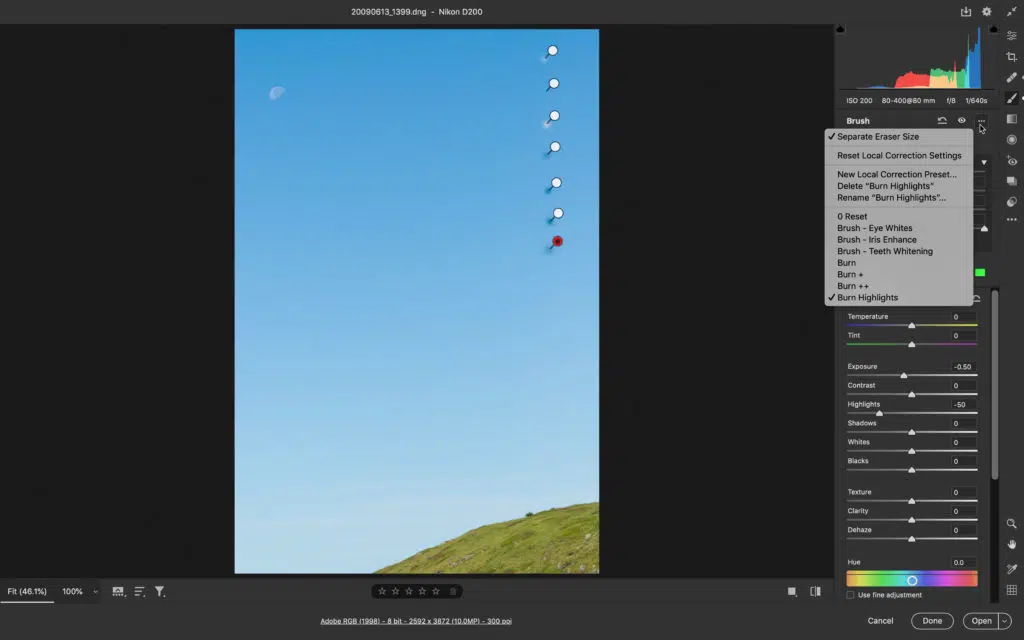 20090613_1399.dng - Nikon D200
ISO 200 80-400@80 mm f/8 1/640s
Brush
✓ Separate Eraser Size
Reset Local Correction Settings
New Local Correction Preset...
Delete "Burn Highlights"
Rename "Burn Highlights"...
0 Reset
Brush - Eye Whites
Brush - Iris Enhance
Brush - Teeth Whitening
Burn
Burn +
Burn ++
✓ Burn Highlights
Temperature 0
Tint 0
Exposure -0.50
Contrast 0
Highlights -50
Shadows 0
Whites 0
Blacks 0
Texture 0
Clarity 0
Dehaze 0
Hue 0.0
Use fine adjustment
Fit (46.1%) 100%
Adobe RGB (1998) - 8 bit - 2592 x 3872 (10.0MP) - 300 ppi
Cancel Done Open